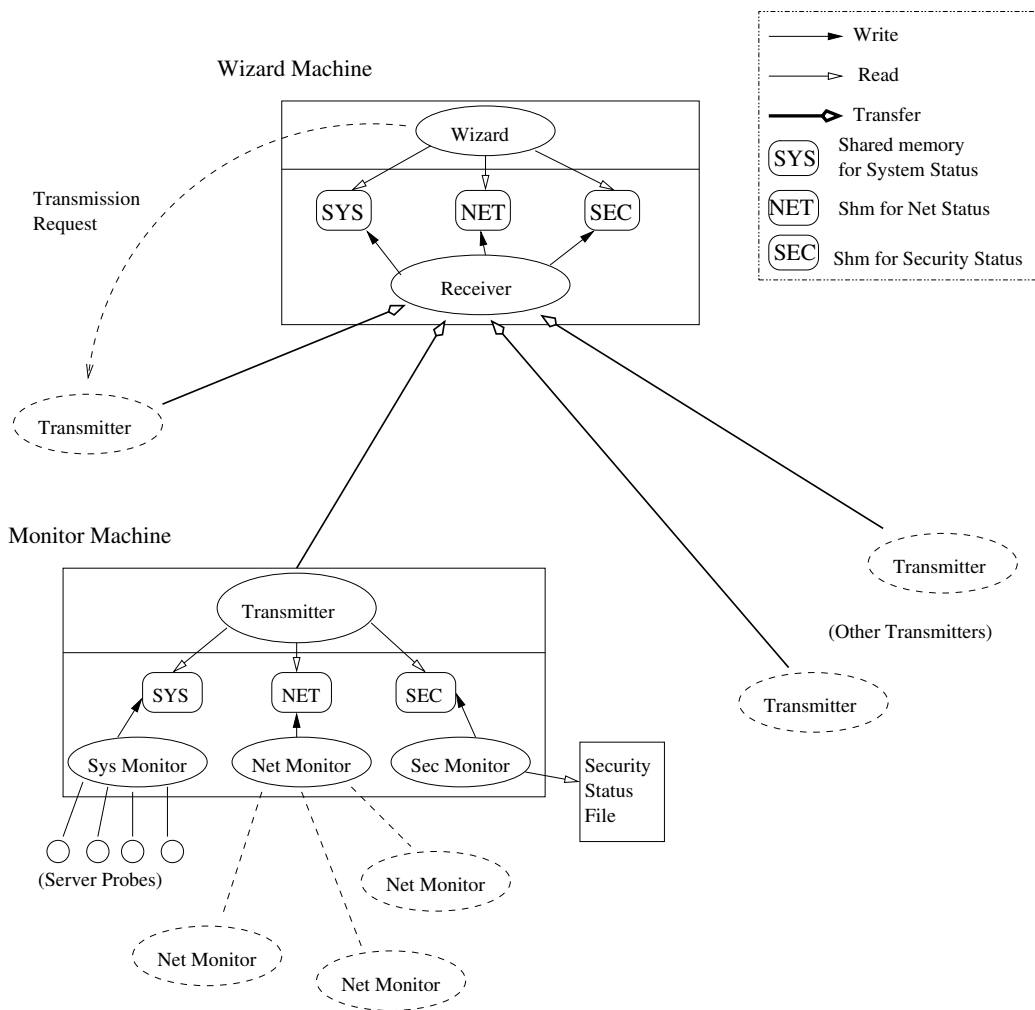 Write
Wizard Machine
Read
Transfer
Wizard
Shared memory
for System Status
SYS
Transmission
Request
SYS
NET
SEC
NET
Shm for Net Status
SEC
Shm for Security Status
Receiver
Transmitter
Monitor Machine
Transmitter
Transmitter
(Other Transmitters)
SYS
NET
SEC
Transmitter
Sys Monitor
Net Monitor
Sec Monitor
Security
Status
File
(Server Probes)
Net Monitor
Net Monitor
Net Monitor